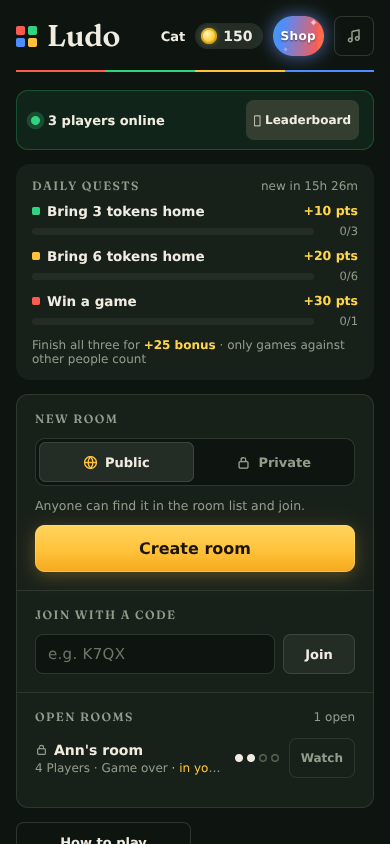 Ludo
Cat
150
Shop
3 players online
Leaderboard
DAILY QUESTS
new in 15h 26m
Bring 3 tokens home
+10 pts
0/3
Bring 6 tokens home
+20 pts
0/6
Win a game
+30 pts
0/1
Finish all three for +25 bonus · only games against
other people count
NEW ROOM
Public
Private
Anyone can find it in the room list and join.
Create room
JOIN WITH A CODE
e.g. K7QX
Join
OPEN ROOMS
1 open
Ann's room
4 Players · Game over · in yo…
Watch
How to play